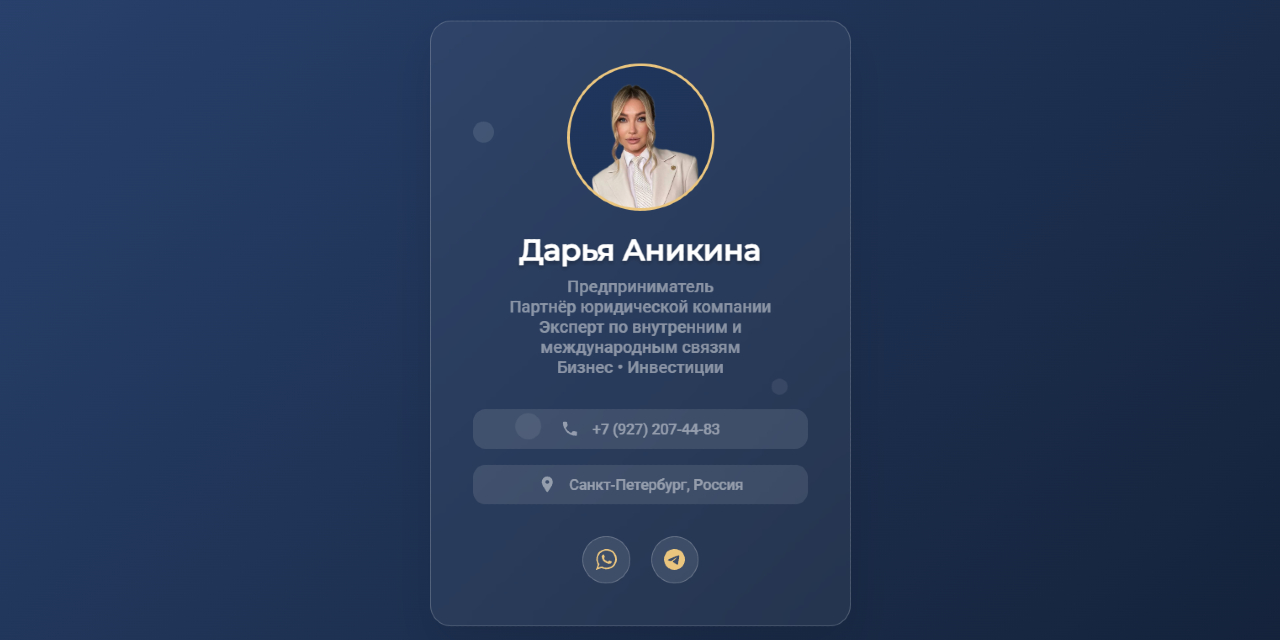 Дарья Аникина
Предприниматель
Партнёр юридической компании
Эксперт по внутренним и
международным связям
Бизнес • Инвестиции
+7 (927) 207-44-83
Санкт-Петербург, Россия